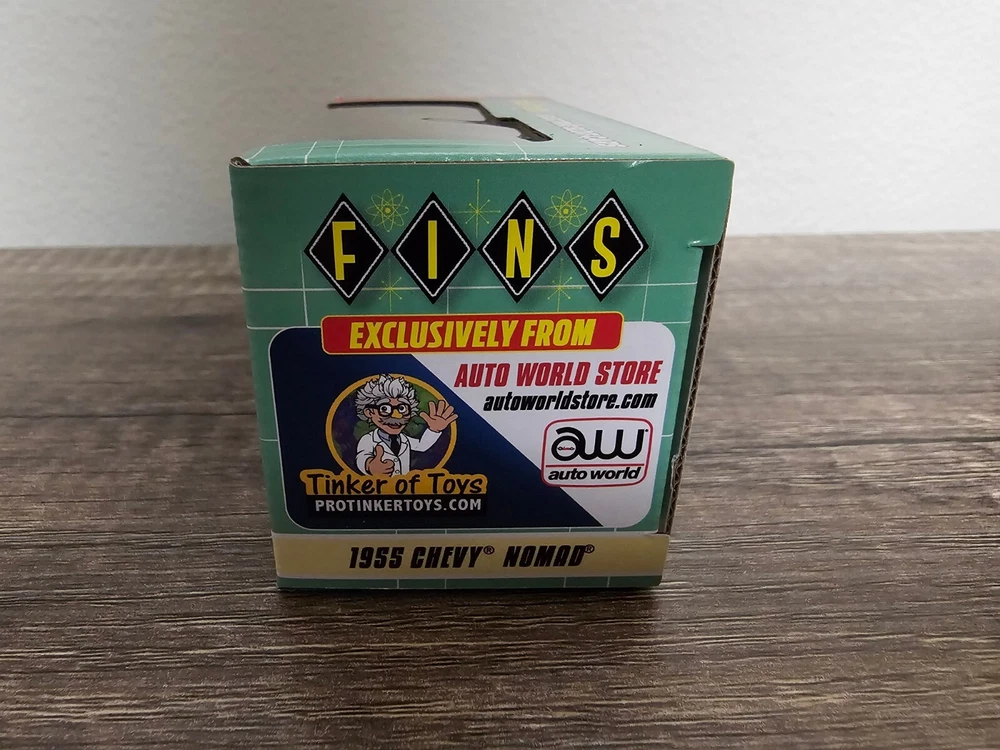 FINS
EXCLUSIVELY FROM
AUTO WORLD STORE
autoworldstore.com
aw
auto world
Tinker of Toys
PROTINKERTOYS.COM
1955 CHEVY® NOMAD®